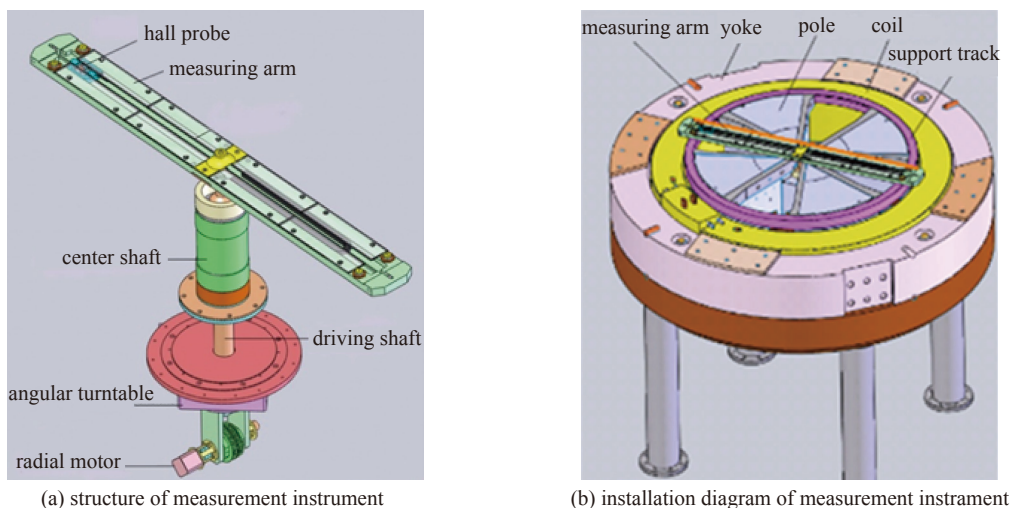 hall probe
measuring arm
center shaft
driving shaft
angular turntable
radial motor
(a) structure of measurement instrument
measuring arm
yoke
pole
coil
support track
(b) installation diagram of measurement instrament